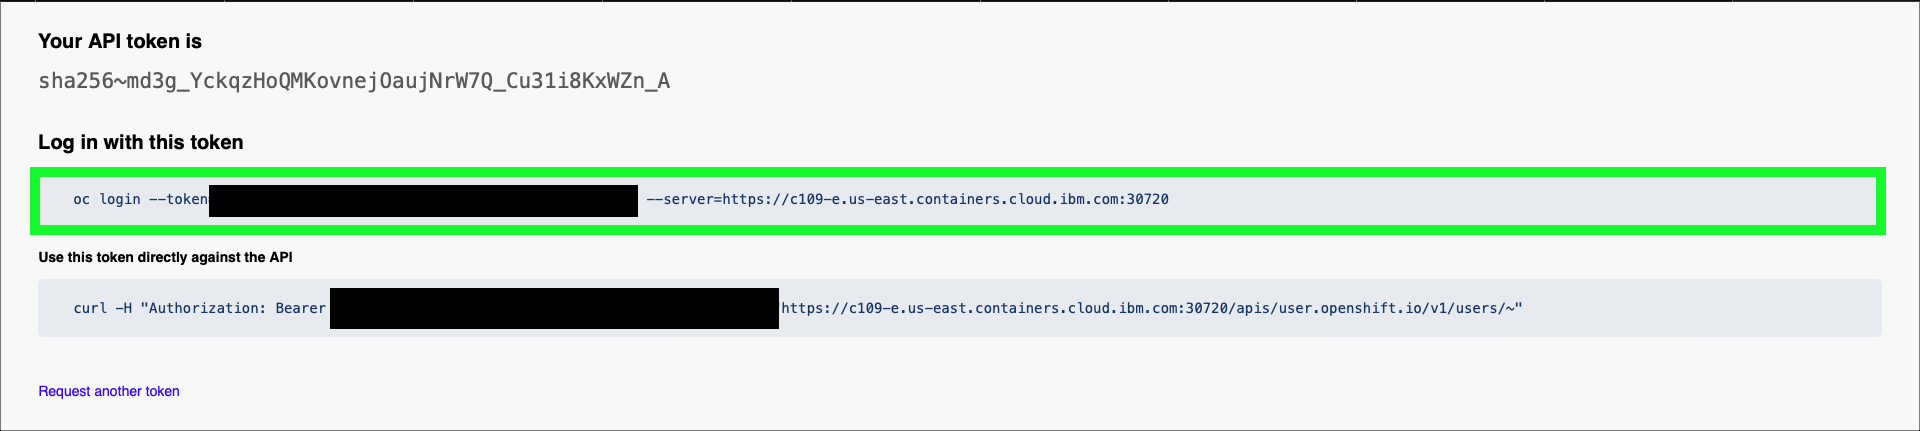 Your API token is
sha256~md3g_YckqzHoQMKovnejOaujNrW7Q_Cu31i8KxWZn_A
Log in with this token
oc login --token --server=https://c109-e.us-east.containers.cloud.ibm.com:30720
Use this token directly against the API
curl -H "Authorization: Bearer https://c109-e.us-east.containers.cloud.ibm.com:30720/apis/user.openshift.io/v1/users/~"
Request another token